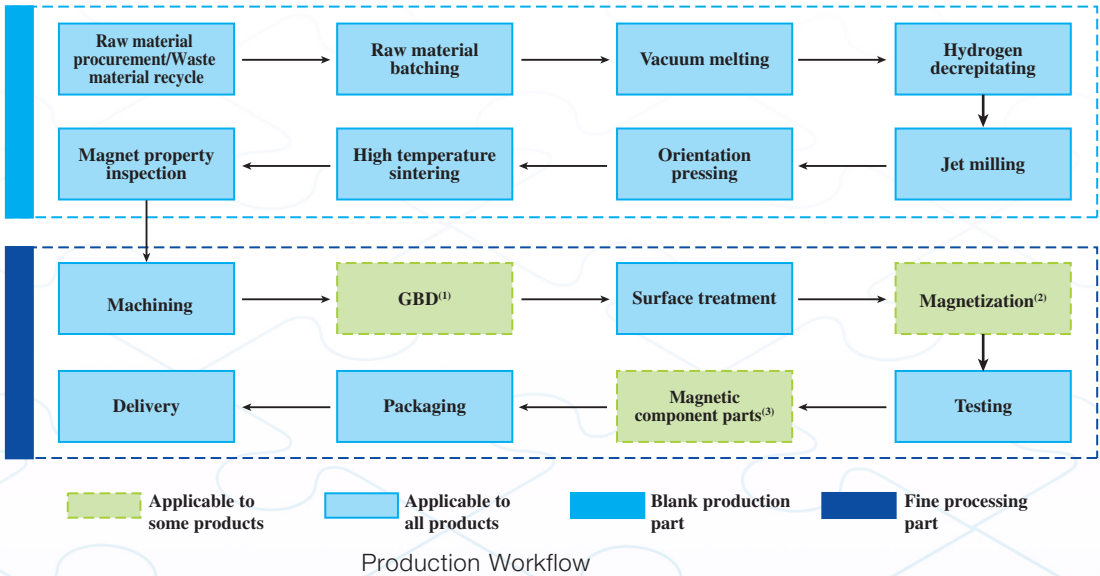 Raw material
procurement/Waste
material recycle
Raw material
batching
Vacuum melting
Hydrogen
decrepitating
Magnet property
inspection
High temperature
sintering
Orientation
pressing
Jet milling
Machining
GBD(1)
Surface treatment
Magnetization(2)
Delivery
Packaging
Magnetic
component parts(3)
Testing
Applicable to
some products
Applicable to
all products
Blank production
part
Fine processing
part
Production Workflow